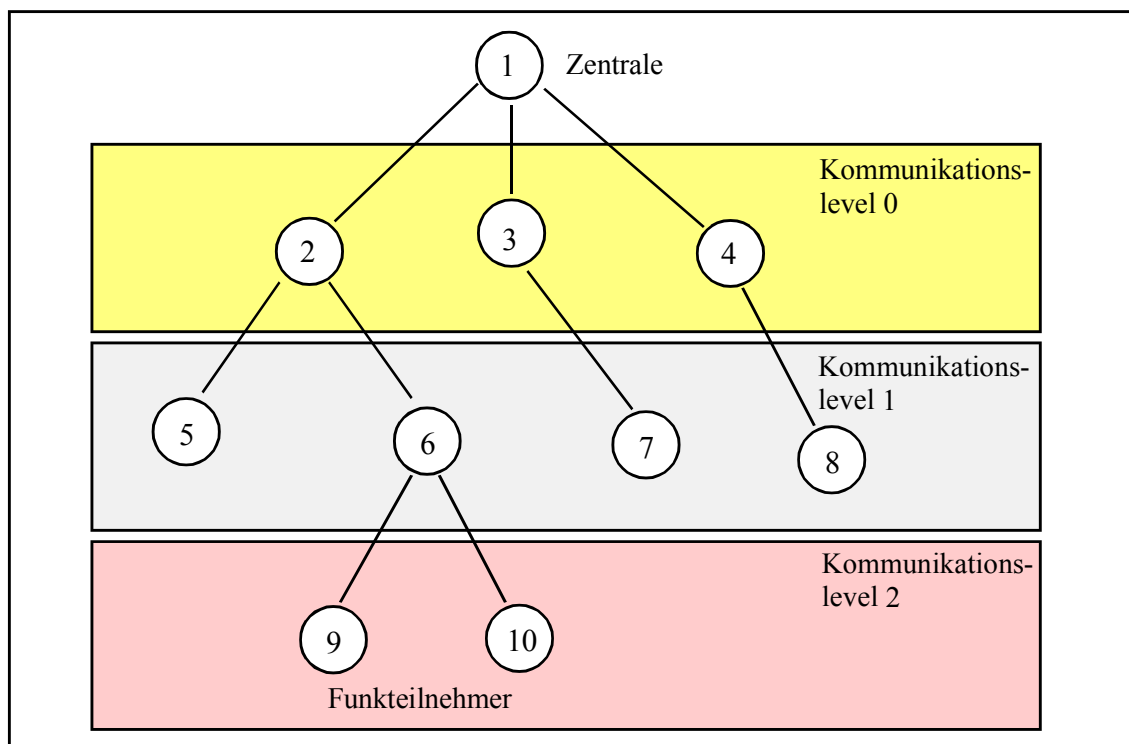 1 Zentrale
Kommunikations-
level 0
2
3
4
Kommunikations-
level 1
5
6
7
8
Kommunikations-
level 2
9
10
Funkteilnehmer